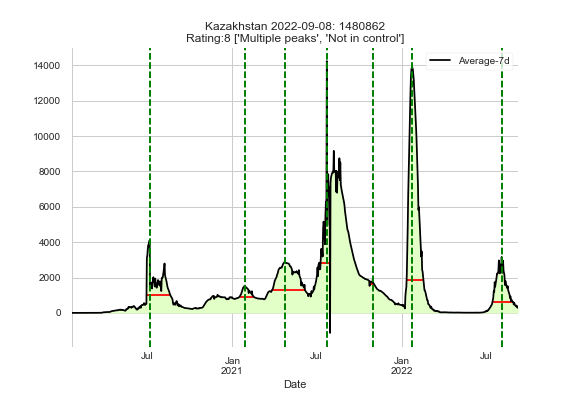 Kazakhstan 2022-09-08: 1480862
Rating:8 ['Multiple peaks', 'Not in control']
Average-7d
14000
12000
10000
8000
6000
4000
2000
0
Jul
Jan
2021
Jul
Jan
2022
Jul
Date